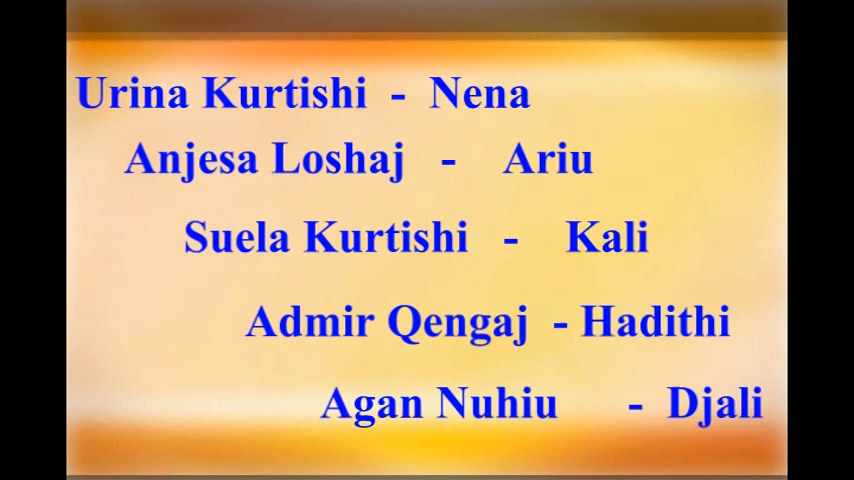 Urina Kurtishi - Nena
Anjesa Loshaj - Ariu
Suela Kurtishi - Kali
Admir Qengaj - Hadithi
Agan Nuhiu - Djali